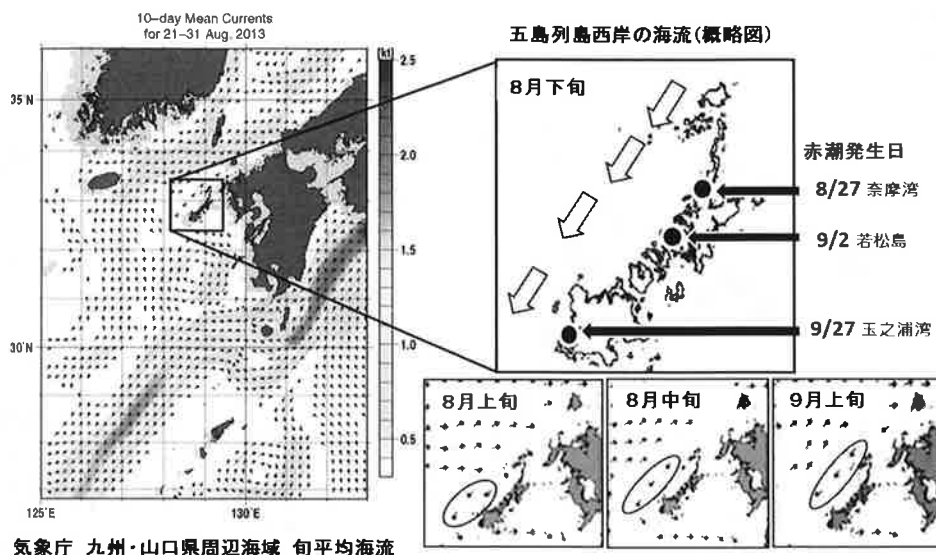 10-day Mean Currents
for 21-31 Aug. 2013
[kt]
2.5
2.0
1.5
1.0
0.5
35˚N
30˚N
125˚E
130˚E
気象庁 九州・山口県周辺海域 旬平均海流
五島列島西岸の海流(概略図)
8月下旬
赤潮発生日
8/27 奈摩湾
9/2 若松島
9/27 玉之浦湾
8月上旬
8月中旬
9月上旬